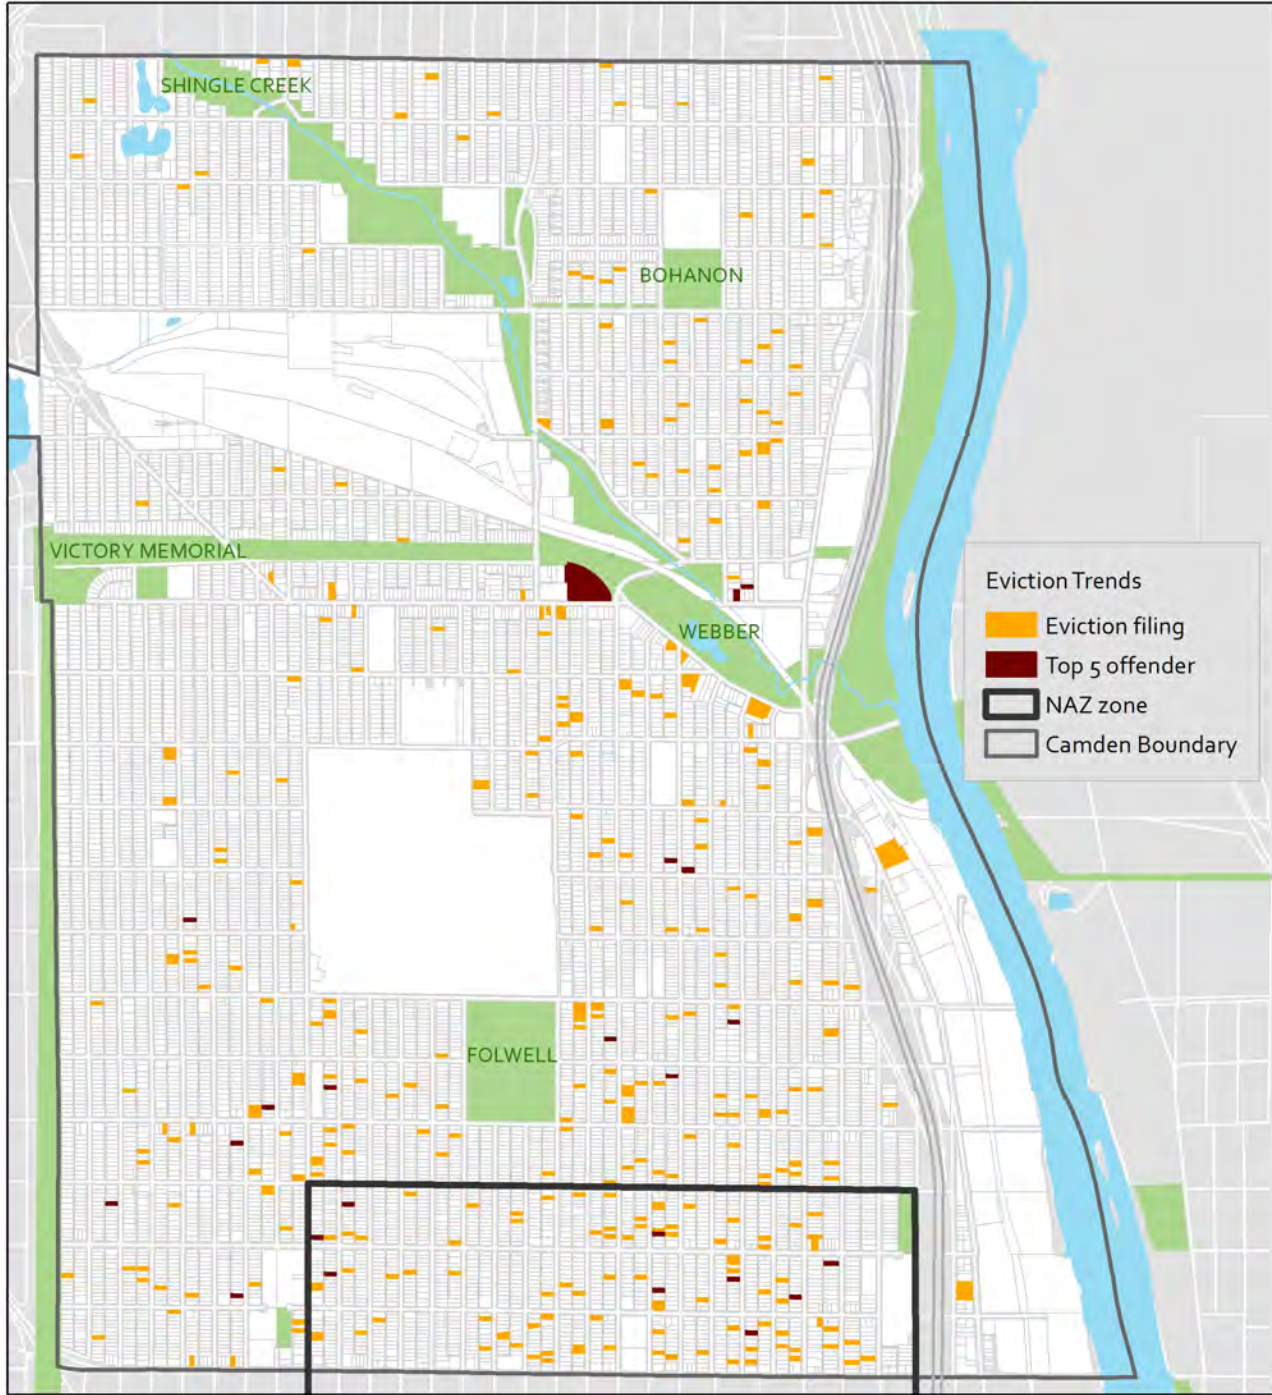 SHINGLE CREEK
BOHANON
VICTORY MEMORIAL
WEBBER
FOLWELL
Eviction Trends
Eviction filing
Top 5 offender
NAZ zone
Camden Boundary